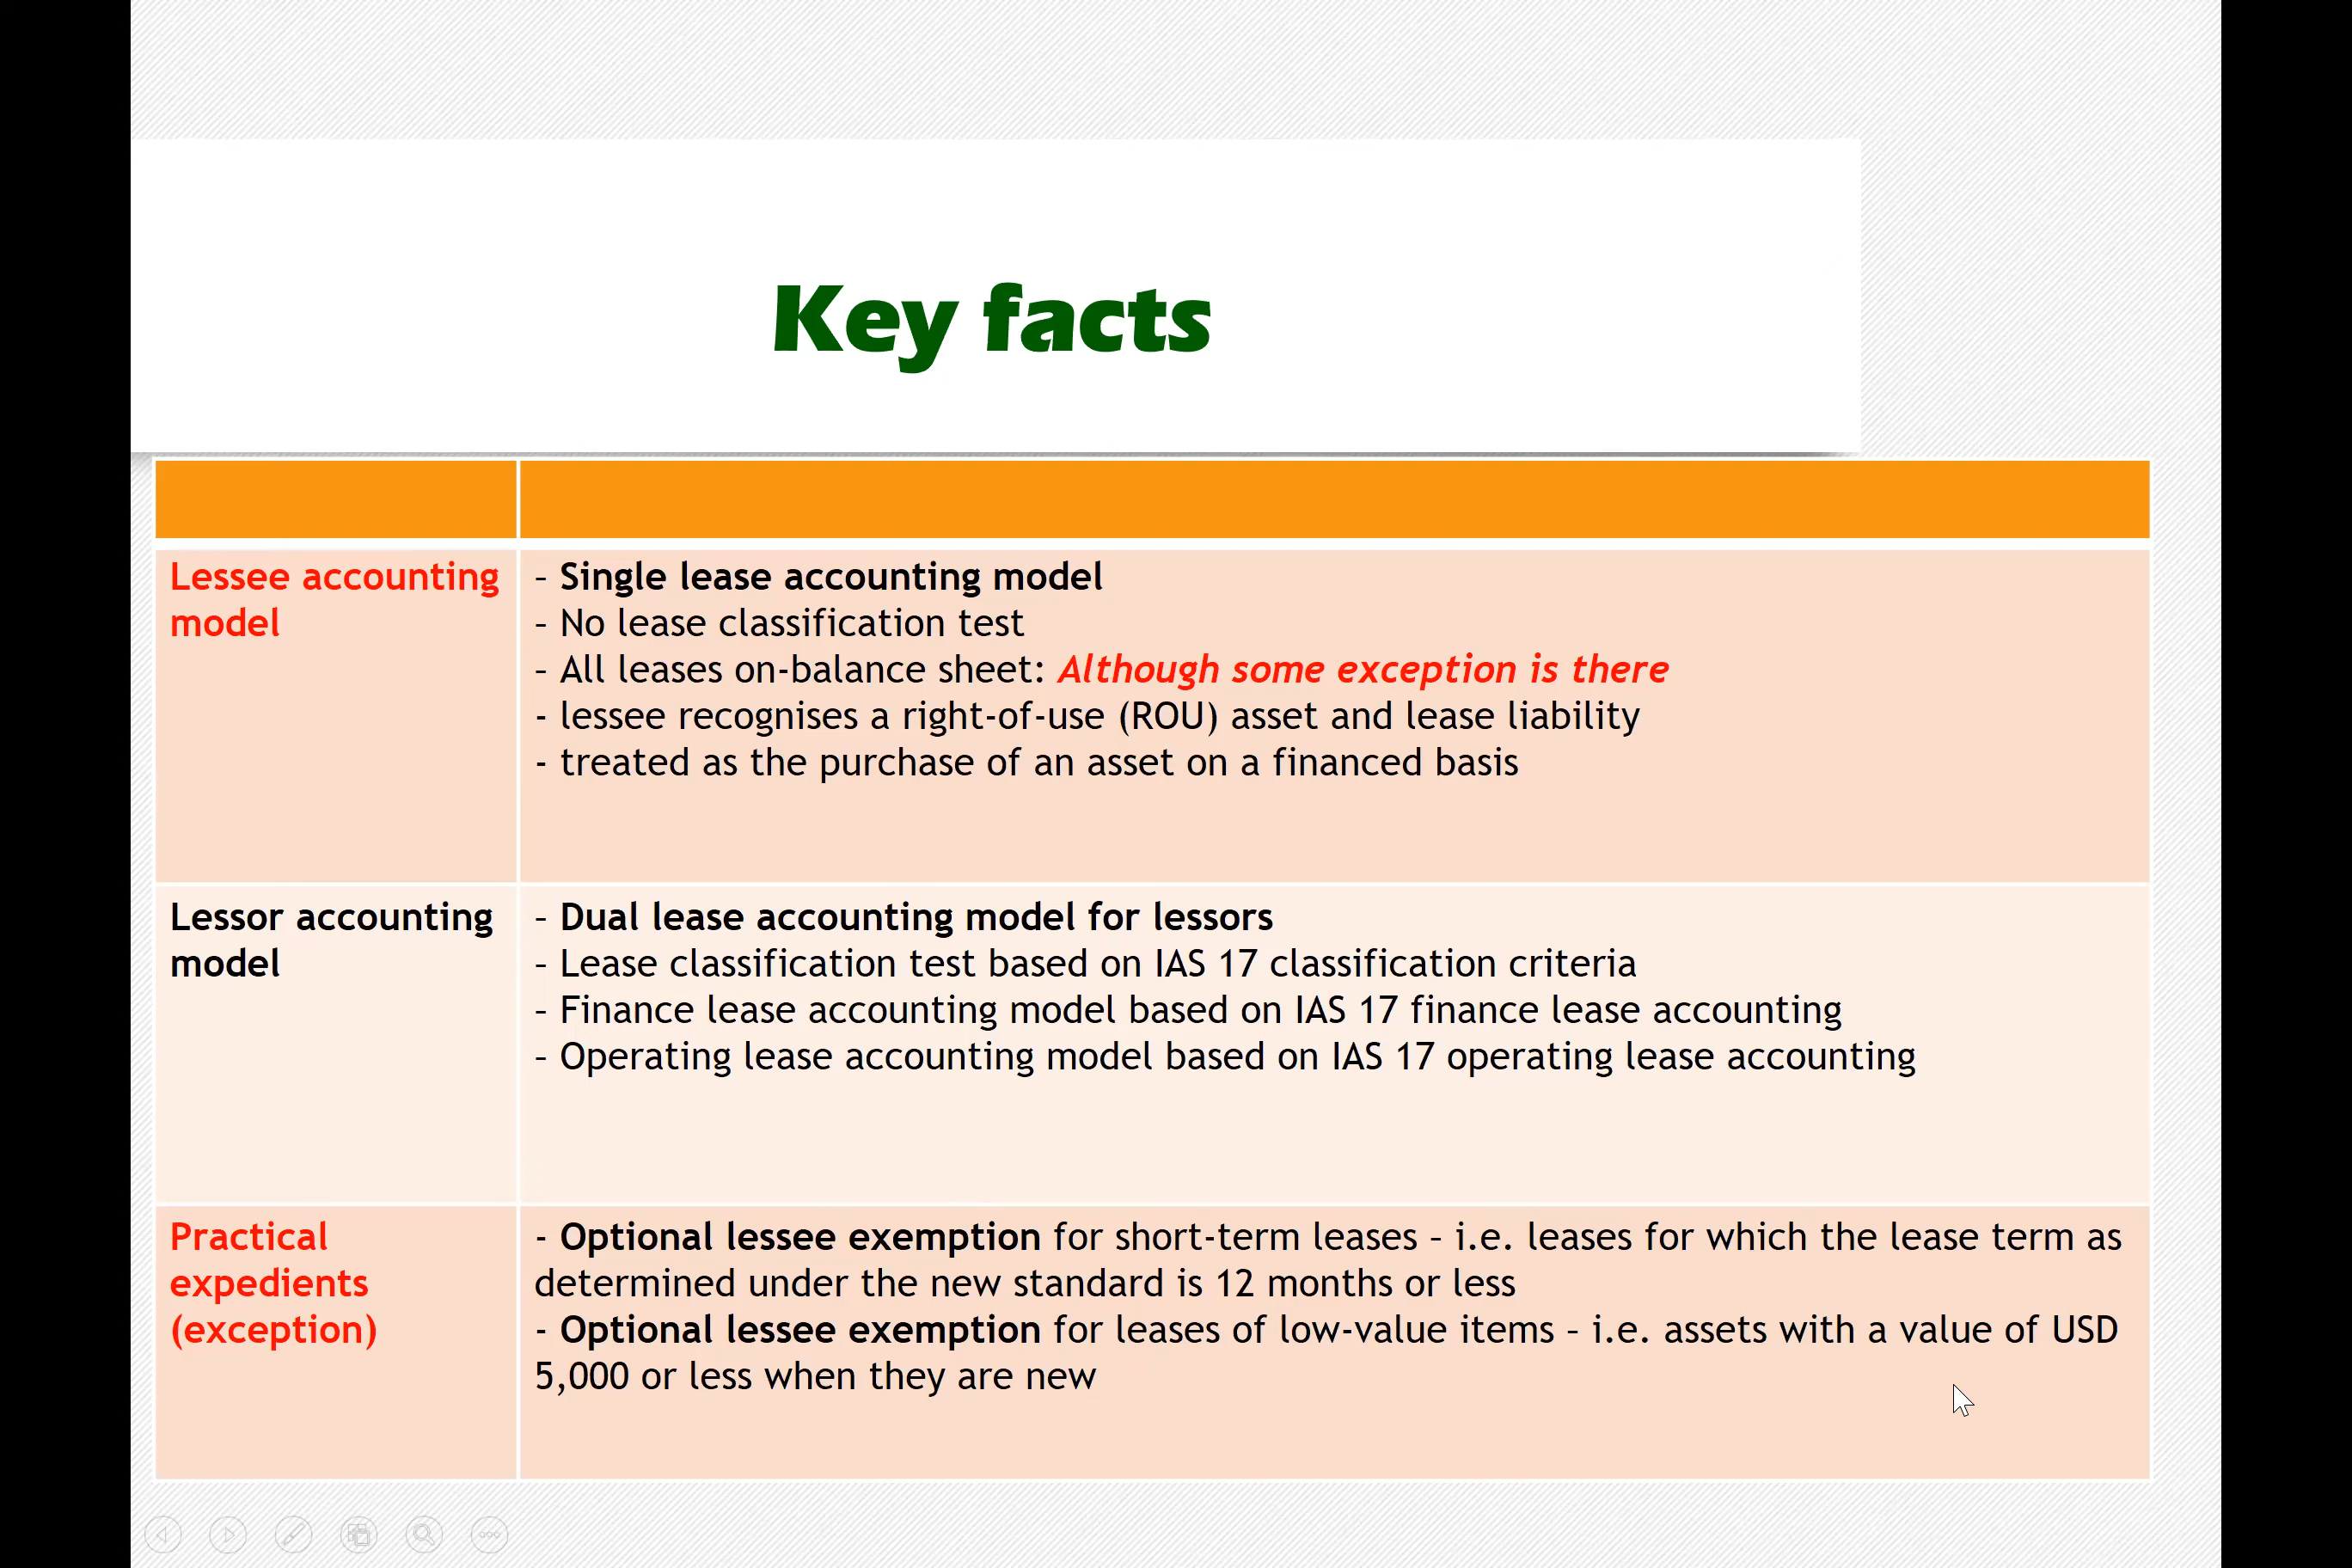 Key facts
Lessee accounting
model
– Single lease accounting model
– No lease classification test
– All leases on-balance sheet: Although some exception is there
- lessee recognises a right-of-use (ROU) asset and lease liability
- treated as the purchase of an asset on a financed basis
Lessor accounting
model
– Dual lease accounting model for lessors
– Lease classification test based on IAS 17 classification criteria
– Finance lease accounting model based on IAS 17 finance lease accounting
– Operating lease accounting model based on IAS 17 operating lease accounting
Practical
expedients
(exception)
- Optional lessee exemption for short-term leases – i.e. leases for which the lease term as
determined under the new standard is 12 months or less
- Optional lessee exemption for leases of low-value items – i.e. assets with a value of USD
5,000 or less when they are new